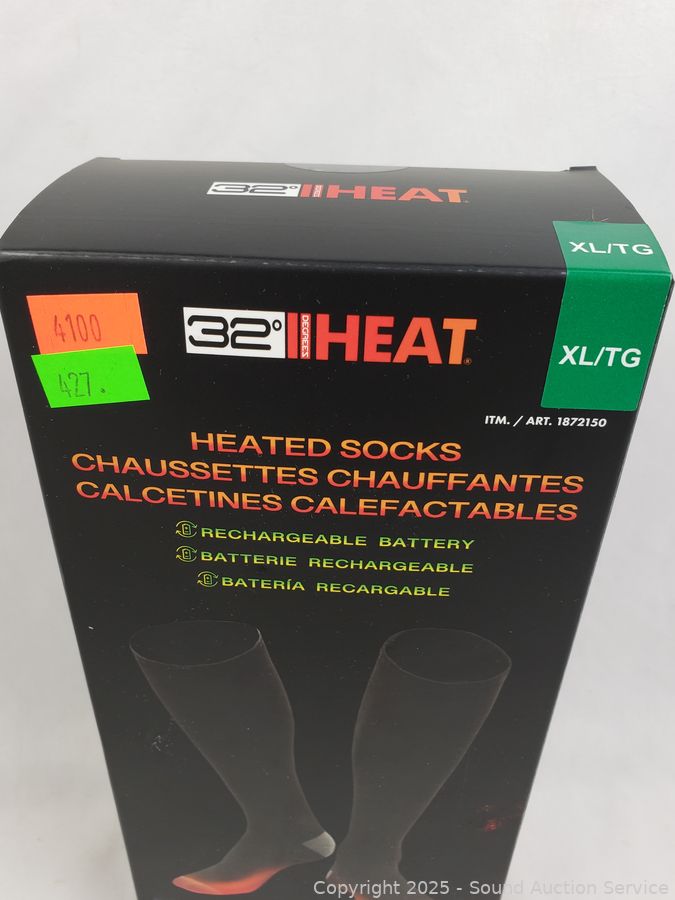 32° DEGREES HEAT
XL/TG
32° DEGREES HEAT®
XL/TG
4100
427.
ITM. / ART. 1872150
HEATED SOCKS
CHAUSSETTES CHAUFFANTES
CALCETINES CALEFACTABLES
RECHARGEABLE BATTERY
BATTERIE RECHARGEABLE
BATERÍA RECARGABLE
Copyright 2025 - Sound Auction Service